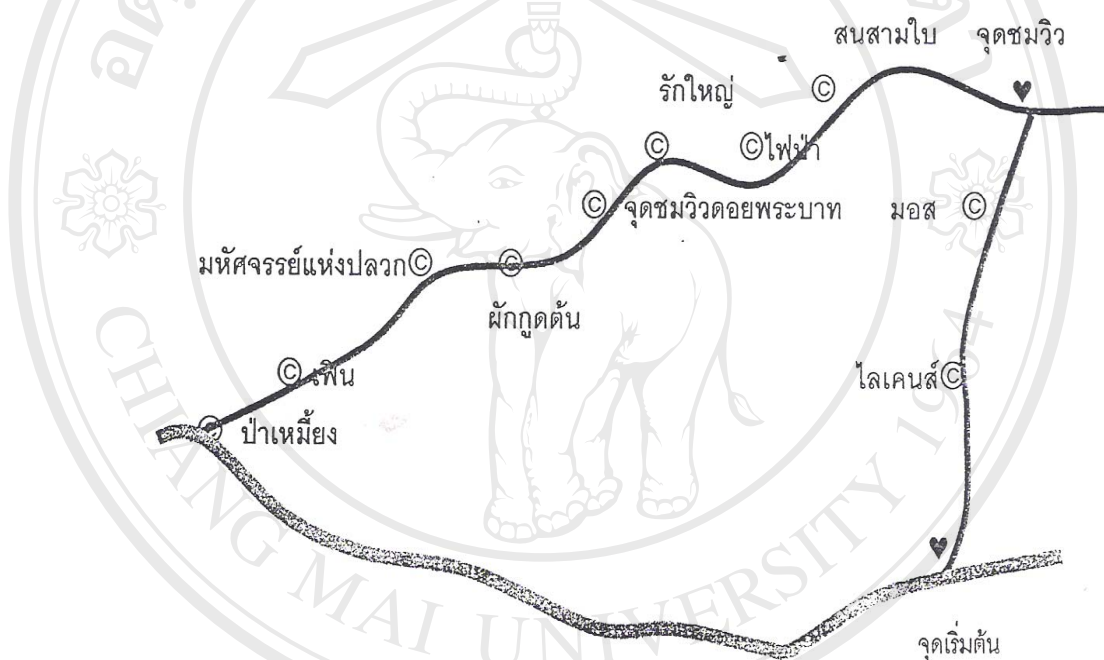 สนสามใบ จุดชมวิว
รักใหญ่
©
© ©ไฟป่า
© จุดชมวิวดอยพระบาท มอส ©
มหัศจรรย์แห่งปลวก© ©
ผักกูดต้น
© เฟิน ไลเคนส์©
© ป่าเหมี้ยง
จุดเริ่มต้น
CHIANG MAI UNIVERSITY 1964